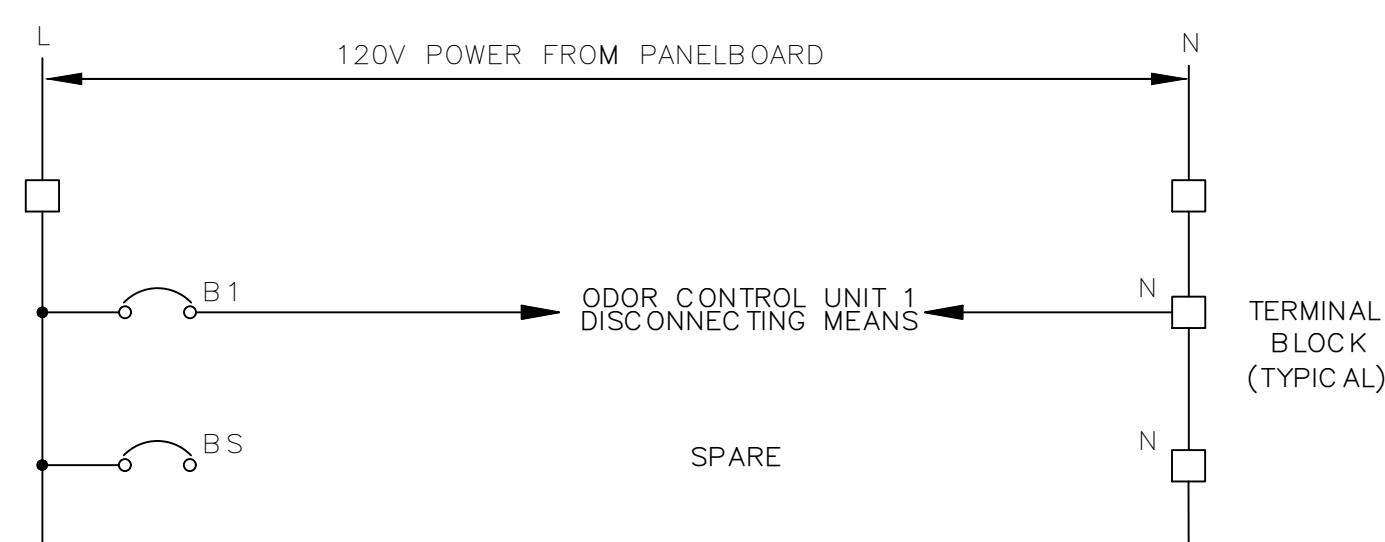 L
120V POWER FROM PANELBOARD
N
B1
ODOR CONTROL UNIT 1
DISCONNECTING MEANS
N
TERMINAL
BLOCK
(TYPICAL)
BS
SPARE
N